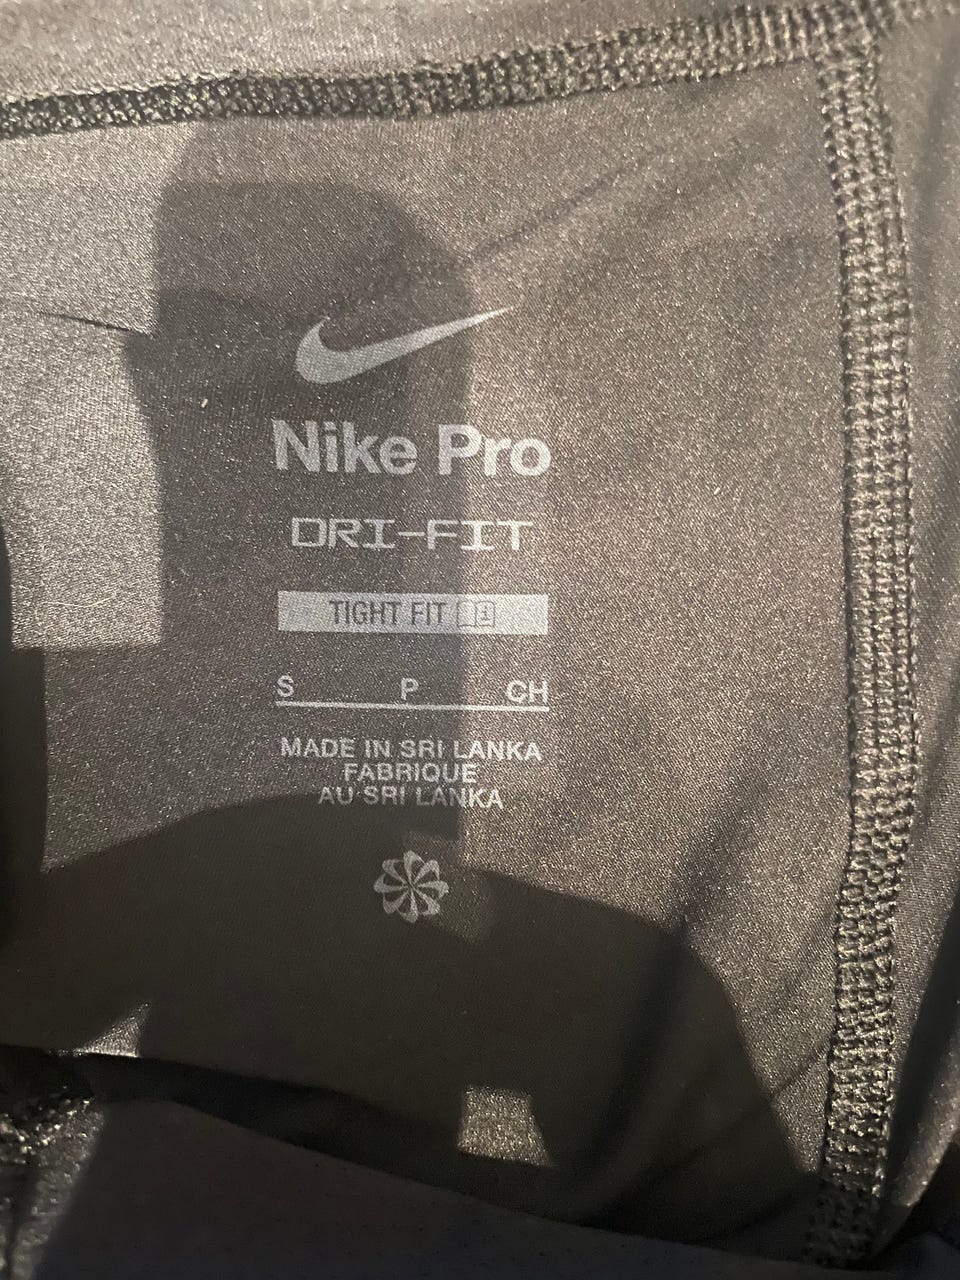 Nike Pro
DRI-FIT
TIGHT FIT
S P CH
MADE IN SRI LANKA
FABRIQUE
AU SRI LANKA